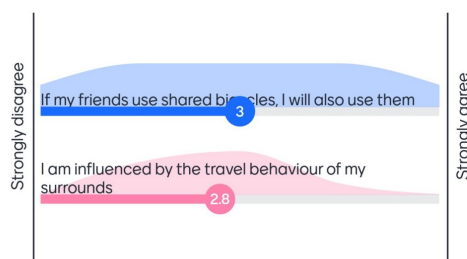 Strongly disagree
If my friends use shared bicycles, I will also use them
3
I am influenced by the travel behaviour of my
surrounds
2.8
Strongly agree